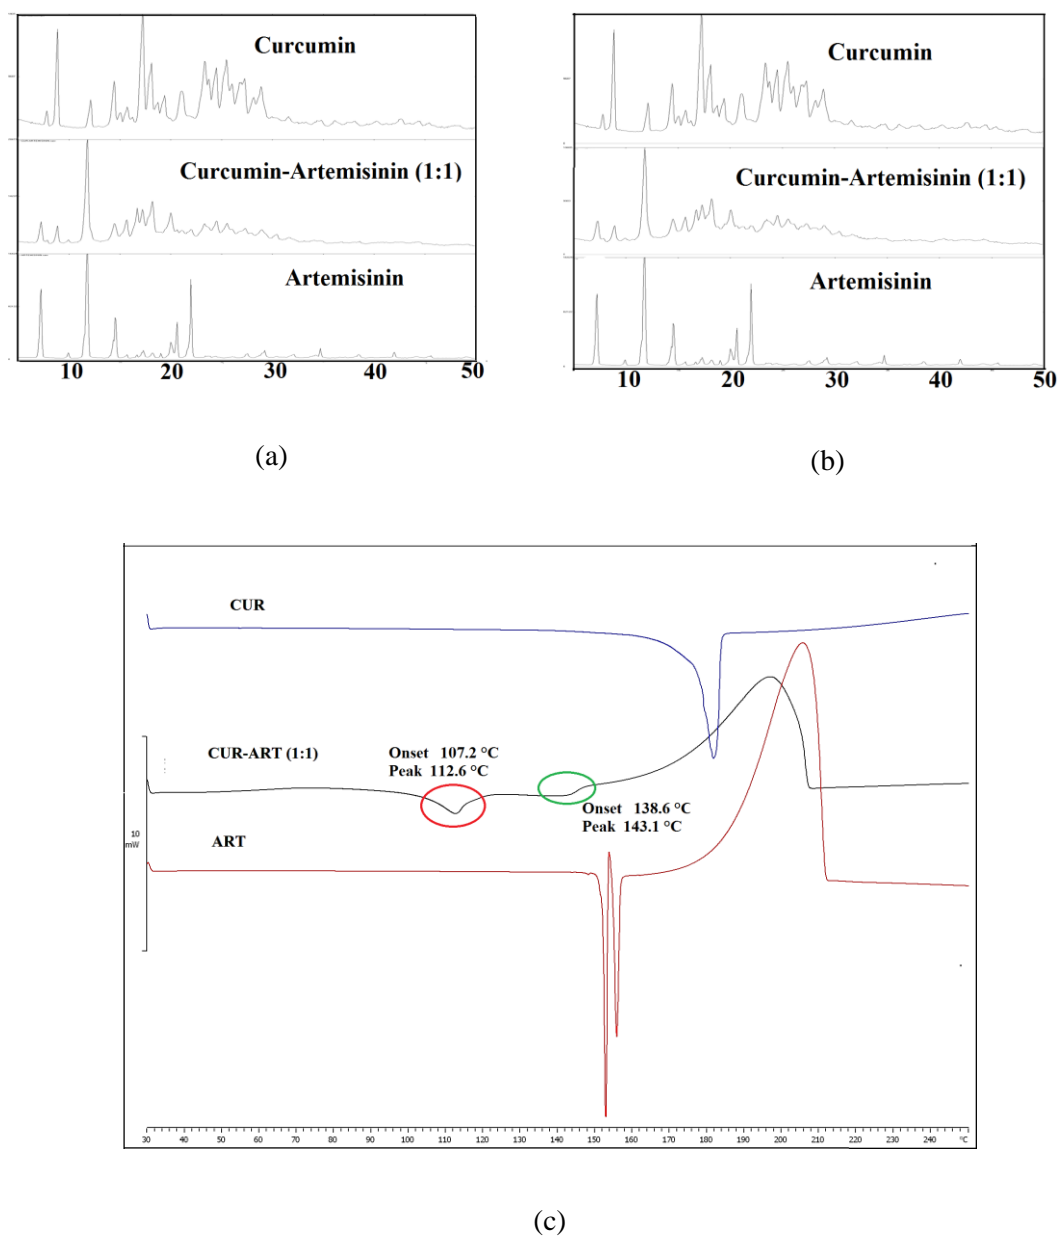 Curcumin
Curcumin-Artemisinin (1:1)
Artemisinin
10 20 30 40 50
(a)
Curcumin
Curcumin-Artemisinin (1:1)
Artemisinin
10 20 30 40 50
(b)
CUR
CUR-ART (1:1)
Onset 107.2 °C
Peak 112.6 °C
Onset 138.6 °C
Peak 143.1 °C
ART
10
mW
30 40 50 60 70 80 90 100 110 120 130 140 150 160 170 180 190 200 210 220 230 240 °C
(c)